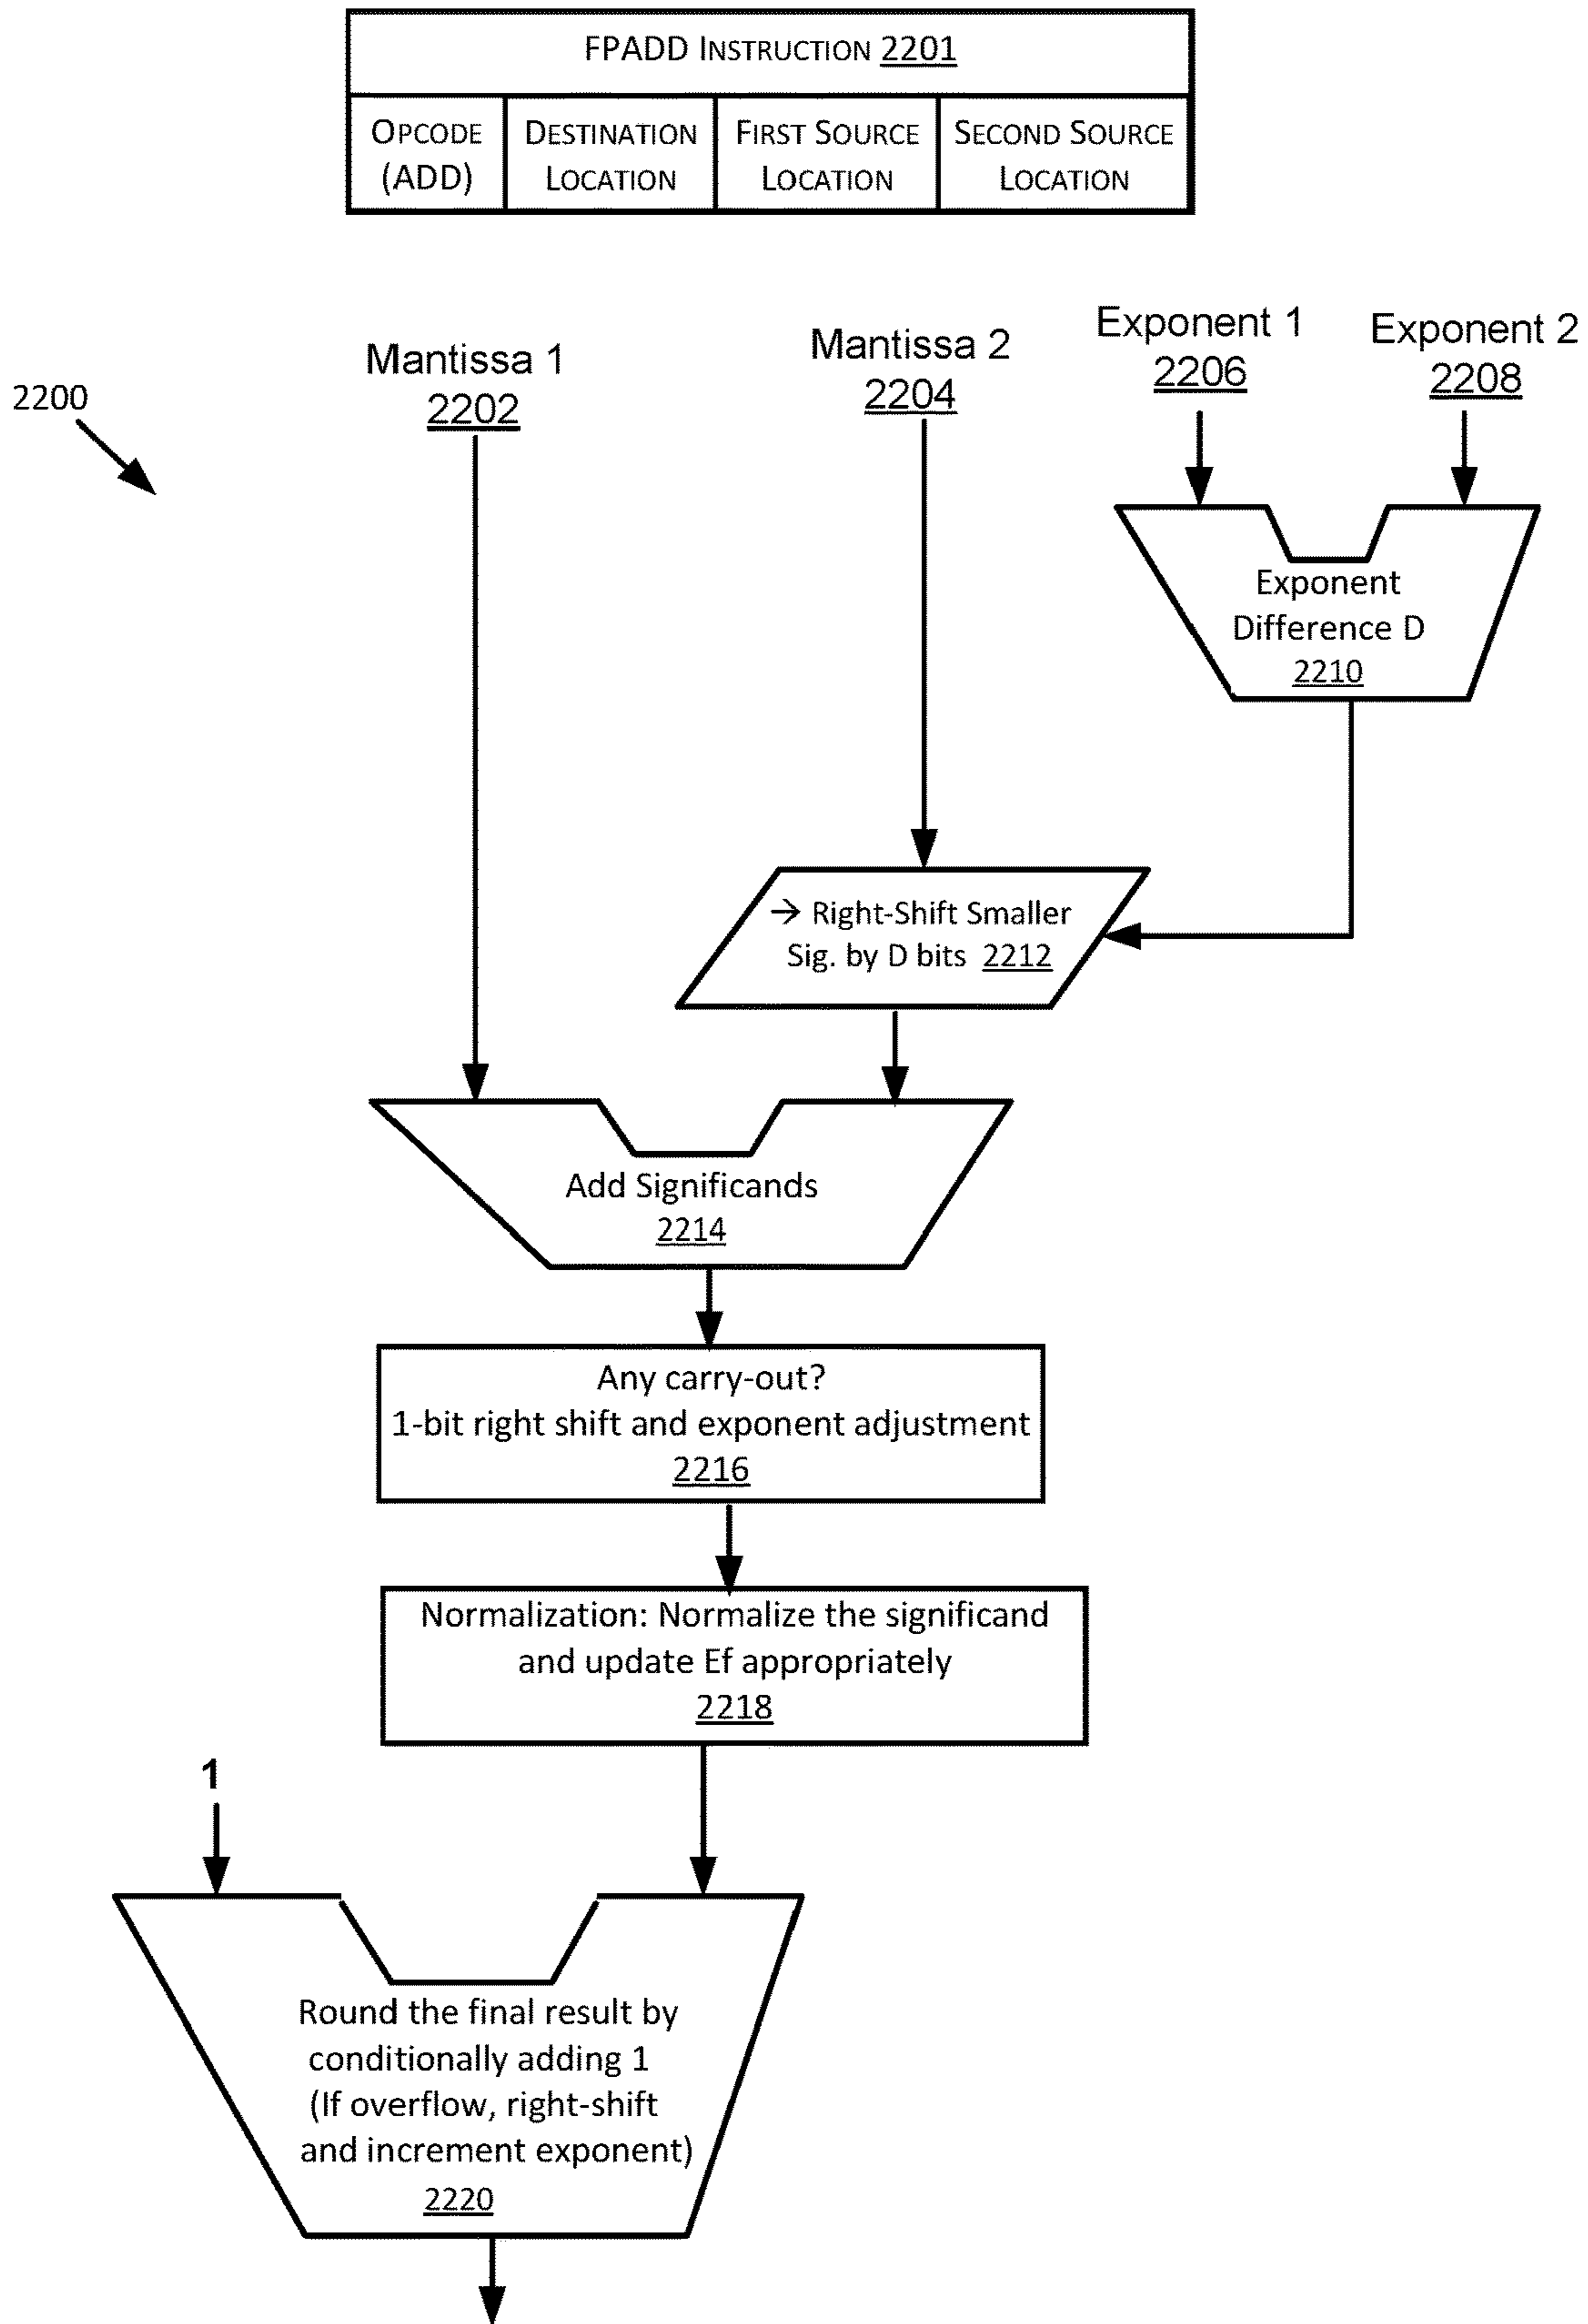 FPADD INSTRUCTION 2201
OPCODE
(ADD)
DESTINATION
LOCATION
FIRST SOURCE
LOCATION
SECOND SOURCE
LOCATION
2200
Mantissa 1
2202
Mantissa 2
2204
Exponent 1
2206
Exponent 2
2208
Exponent
Difference D
2210
→ Right-Shift Smaller
Sig. by D bits 2212
Add Significands
2214
Any carry-out?
1-bit right shift and exponent adjustment
2216
Normalization: Normalize the significand
and update Ef appropriately
2218
1
Round the final result by
conditionally adding 1
(If overflow, right-shift
and increment exponent)
2220